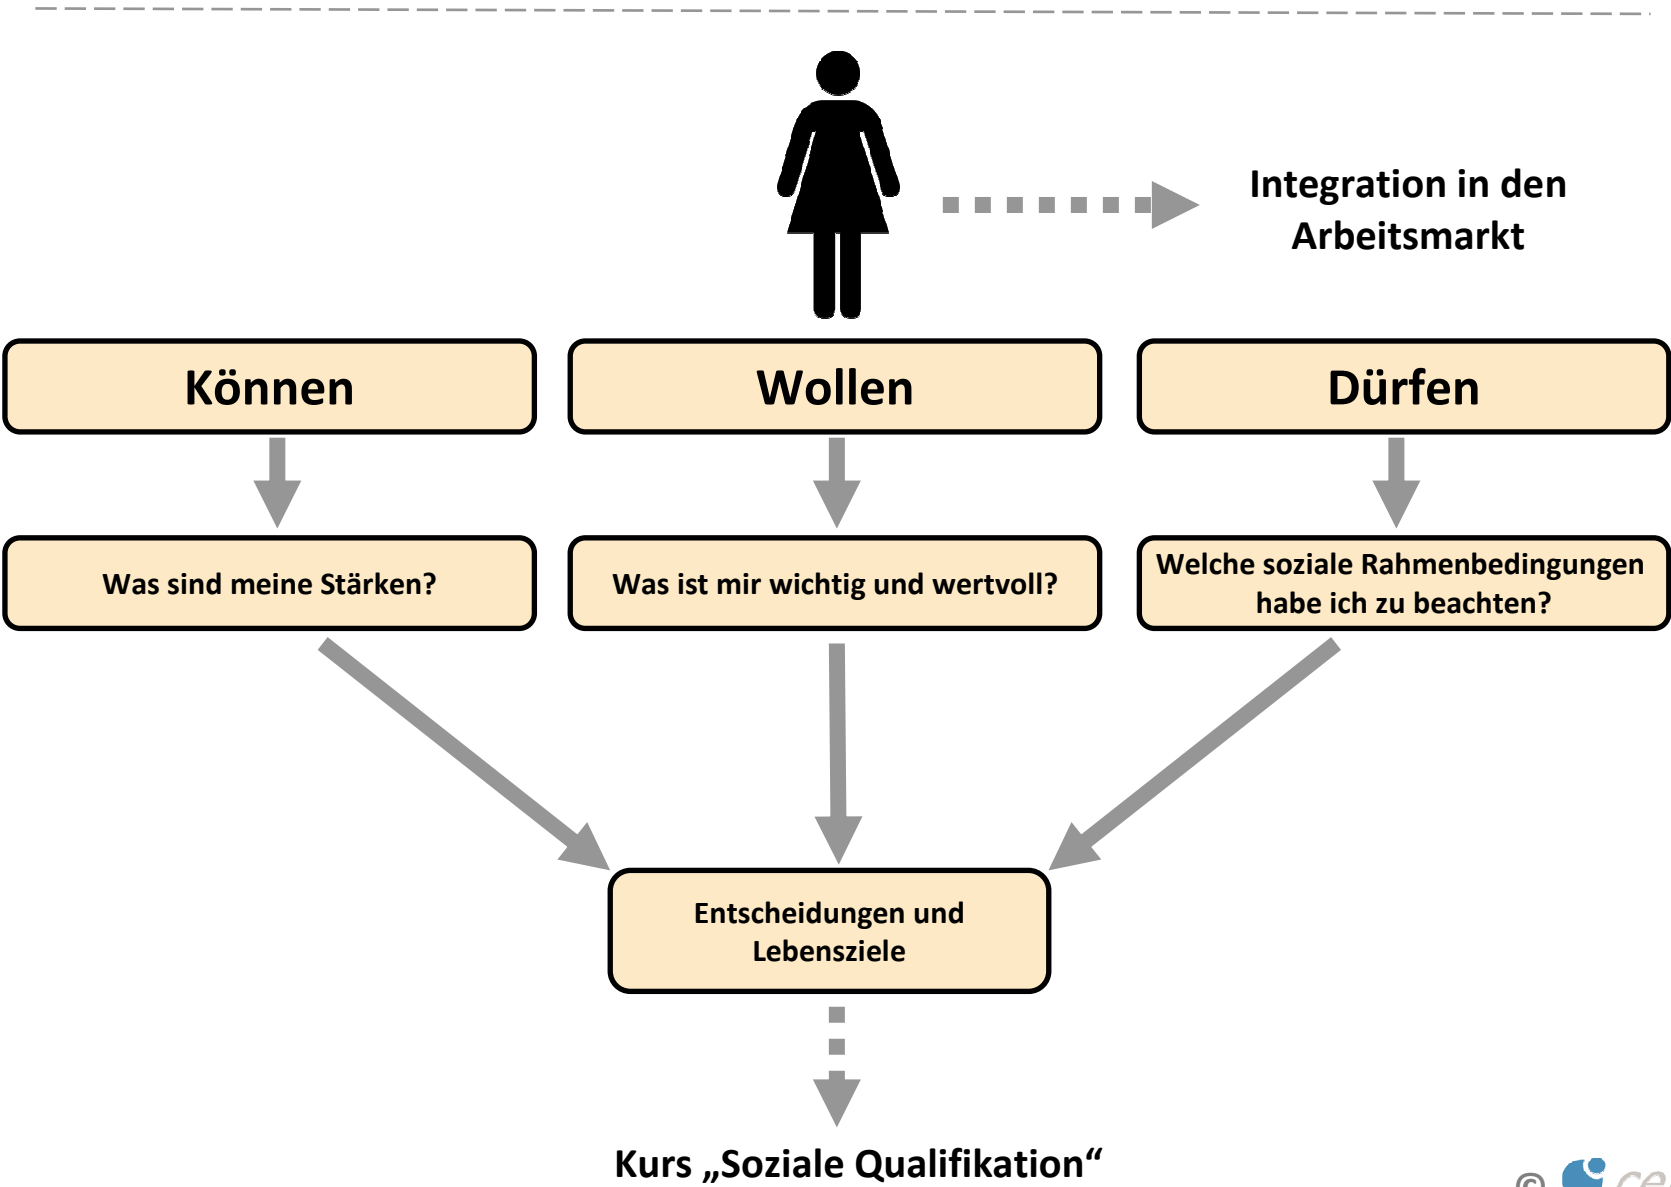 Integration in den
Arbeitsmarkt
Können
Wollen
Dürfen
Was sind meine Stärken?
Was ist mir wichtig und wertvoll?
Welche soziale Rahmenbedingungen
habe ich zu beachten?
Entscheidungen und
Lebensziele
Kurs „Soziale Qualifikation“
©